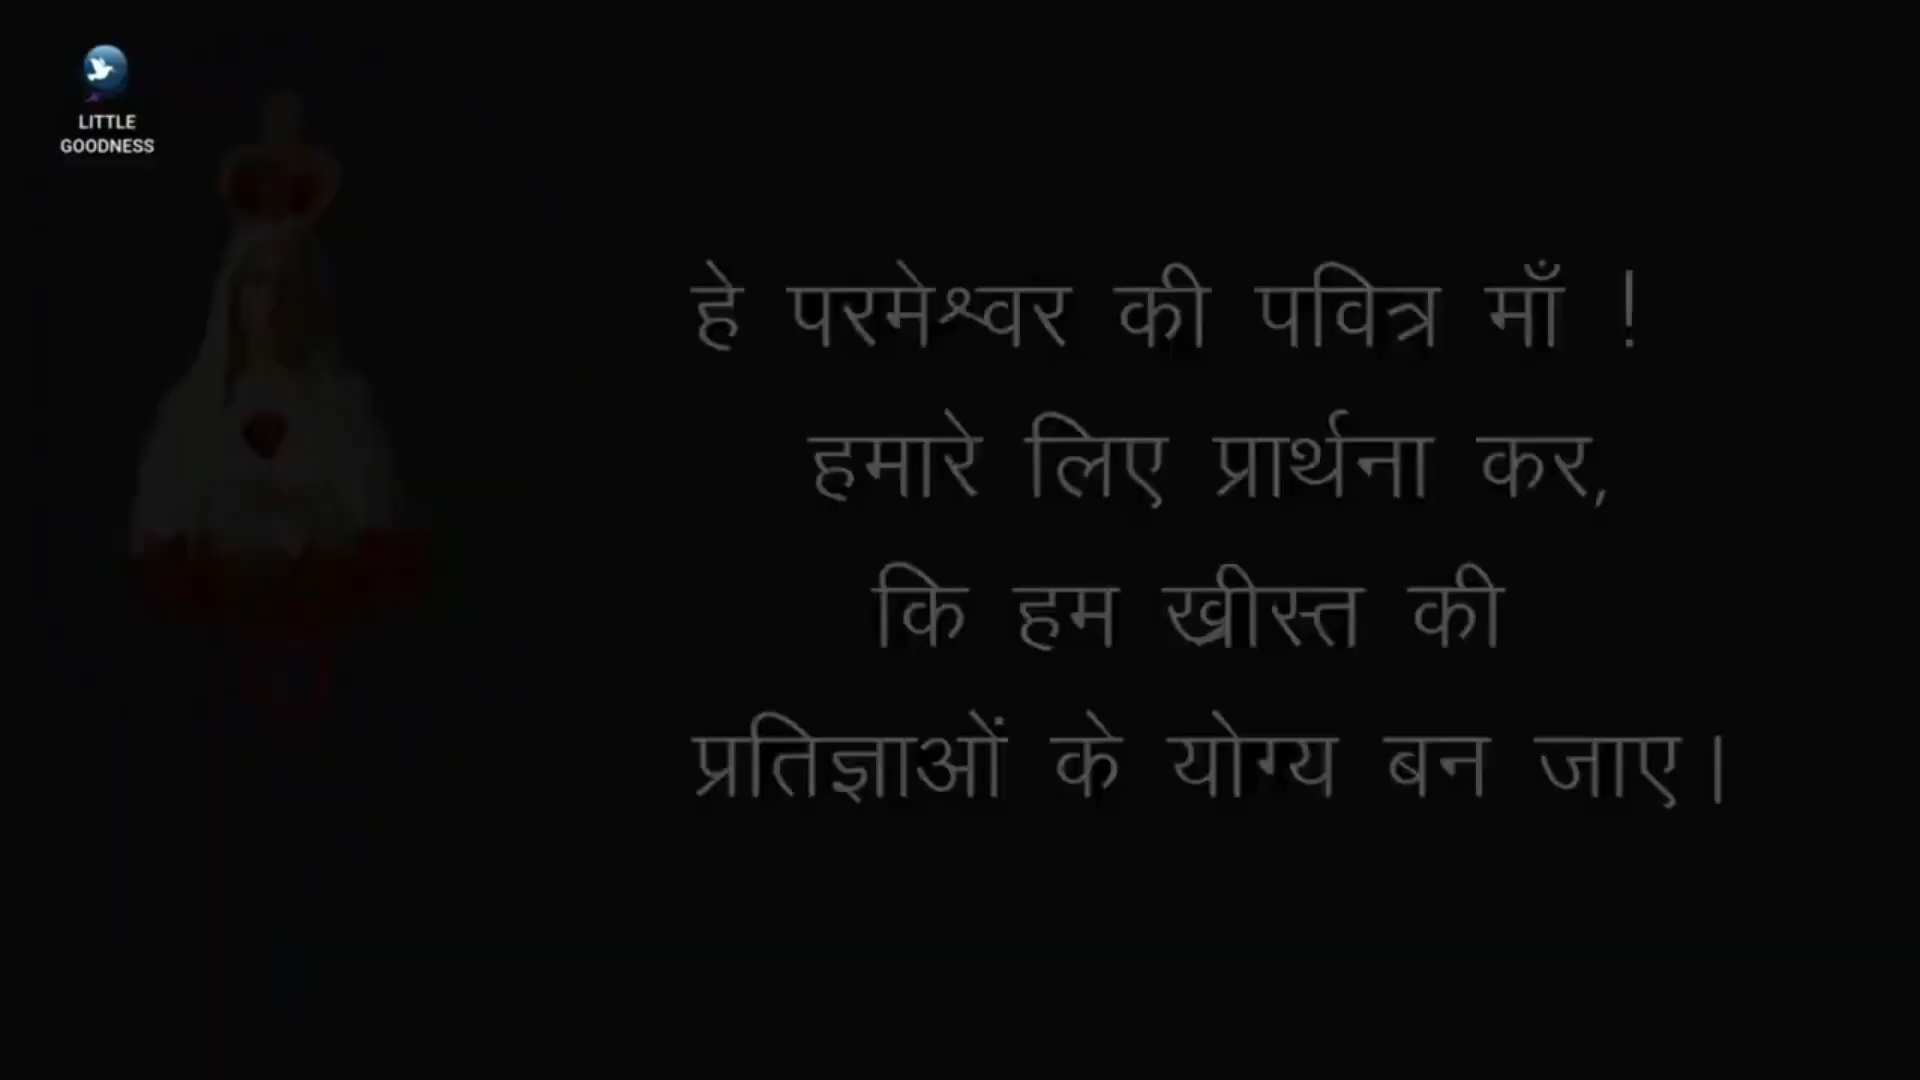 LITTLE
GOODNESS
हे परमेश्वर की पवित्र माँ !
हमारे लिए प्रार्थना कर,
कि हम ख्रीस्त की
प्रतिज्ञाओं के योग्य बन जाए।